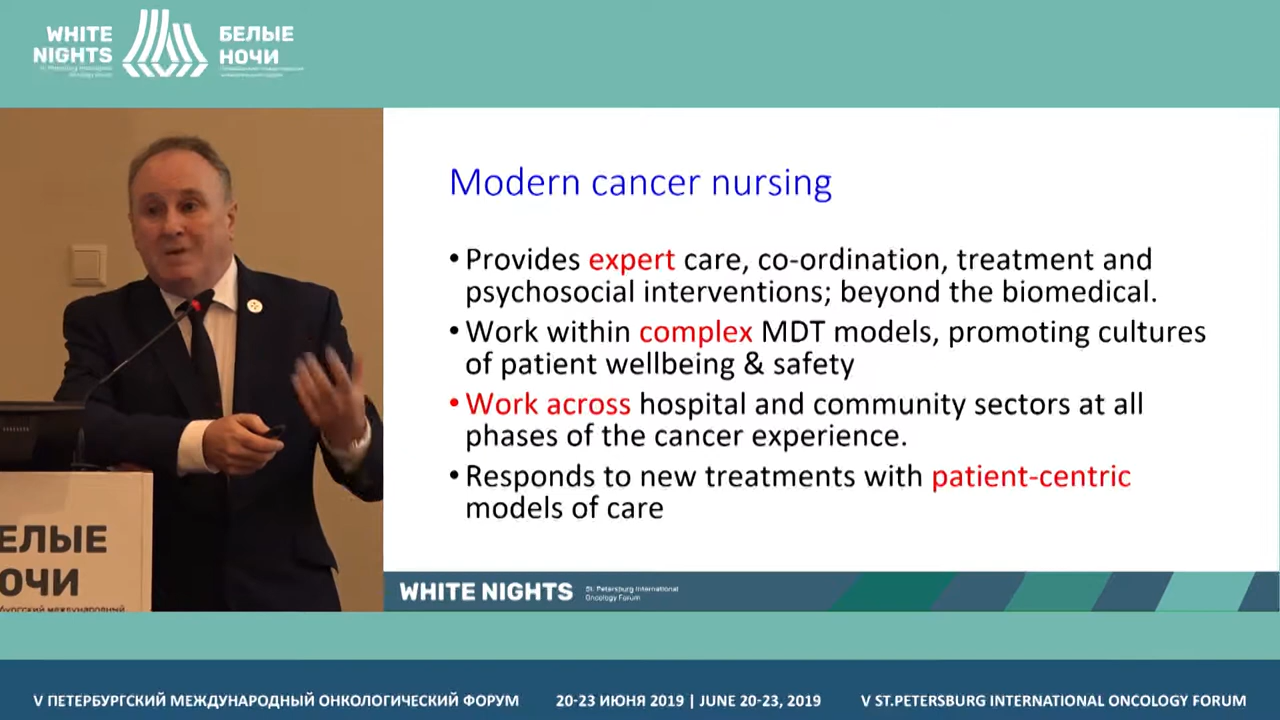 WHITE
NIGHTS
БЕЛЫЕ
НОЧИ
Modern cancer nursing
•Provides expert care, co-ordination, treatment and
psychosocial interventions; beyond the biomedical.
•Work within complex MDT models, promoting cultures
of patient wellbeing & safety
•Work across hospital and community sectors at all
phases of the cancer experience.
•Responds to new treatments with patient-centric
models of care
ЕЛЫЕ
ОЧИ
WHITE NIGHTS
St. Petersburg International
Oncology Forum
V ПЕТЕРБУРГСКИЙ МЕЖДУНАРОДНЫЙ ОНКОЛОГИЧЕСКИЙ ФОРУМ
20-23 ИЮНЯ 2019 | JUNE 20-23, 2019
V ST.PETERSBURG INTERNATIONAL ONCOLOGY FORUM